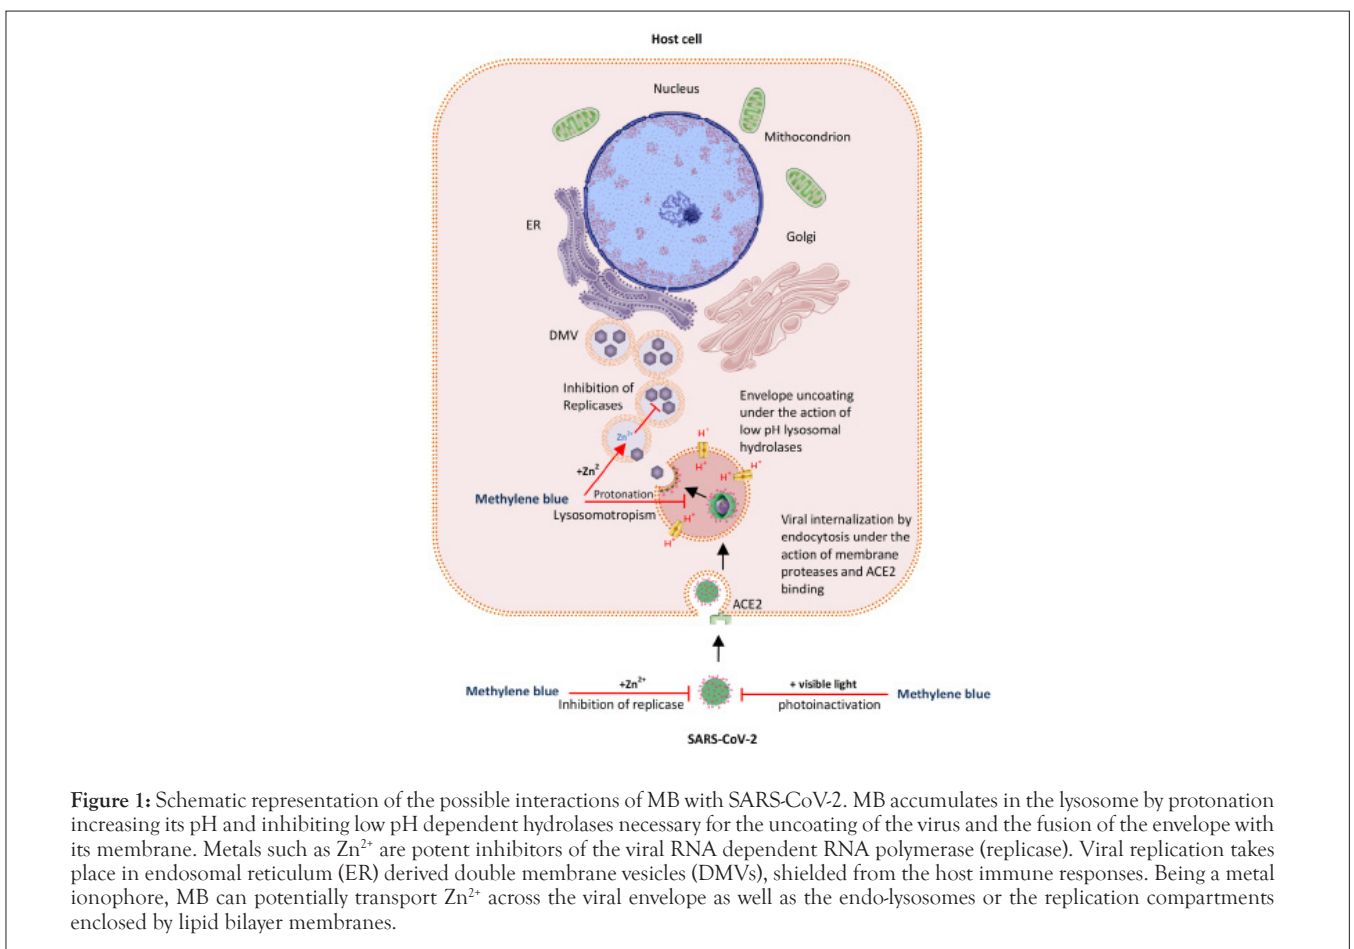 Host cell
Nucleus
Mithocondrion
ER
Golgi
DMV
Inhibition of
Replicases
Envelope uncoating
under the action of
low pH lysosomal
hydrolases
H⁺
Zn²⁺
H⁺
H⁺
H⁺
+Zn²
Methylene blue
Protonation
Lysosomotropism
H⁺
H⁺
Viral internalization by
endocytosis under the
action of membrane
proteases and ACE2
binding
ACE2
Methylene blue
+Zn²⁺
Inhibition of replicase
+ visible light
photoinactivation
Methylene blue
SARS-CoV-2
Figure 1: Schematic representation of the possible interactions of MB with SARS-CoV-2. MB accumulates in the lysosome by protonation
increasing its pH and inhibiting low pH dependent hydrolases necessary for the uncoating of the virus and the fusion of the envelope with
its membrane. Metals such as Zn²⁺ are potent inhibitors of the viral RNA dependent RNA polymerase (replicase). Viral replication takes
place in endosomal reticulum (ER) derived double membrane vesicles (DMVs), shielded from the host immune responses. Being a metal
ionophore, MB can potentially transport Zn²⁺ across the viral envelope as well as the endo-lysosomes or the replication compartments
enclosed by lipid bilayer membranes.